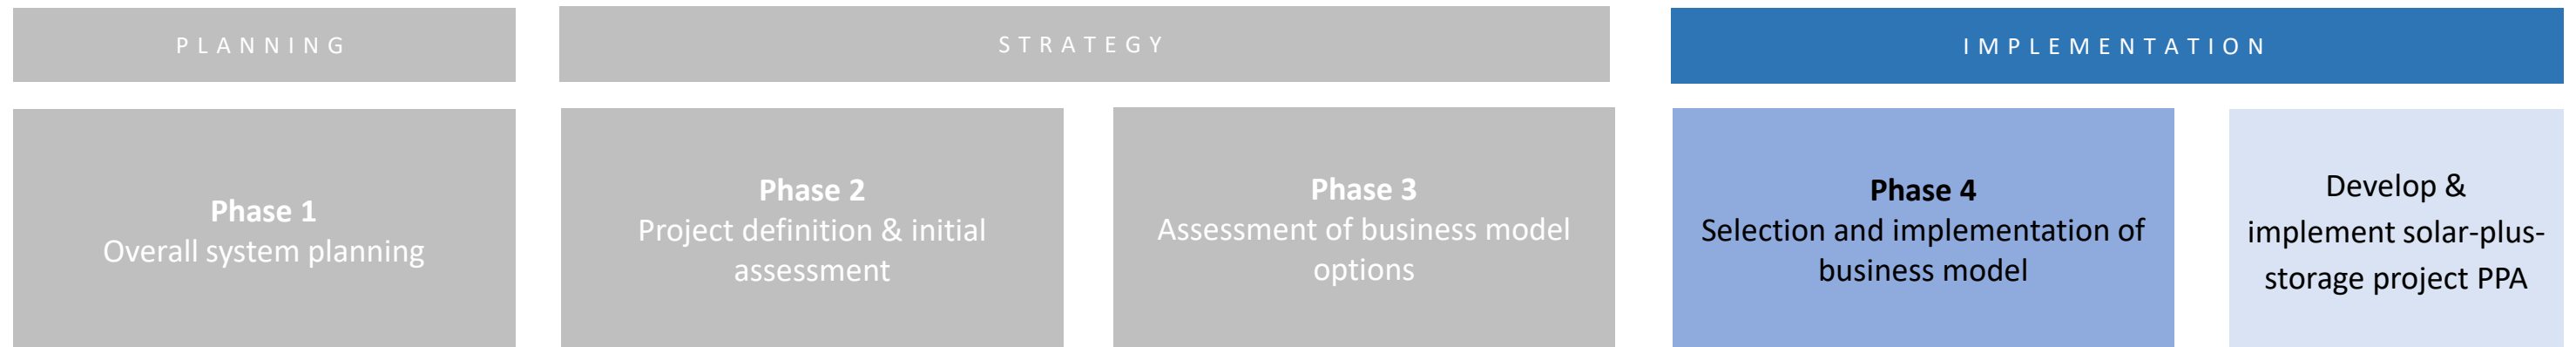 PLANNING
STRATEGY
IMPLEMENTATION
Phase 1
Overall system planning
Phase 2
Project definition & initial
assessment
Phase 3
Assessment of business model
options
Phase 4
Selection and implementation of
business model
Develop &
implement solar-plus-
storage project PPA